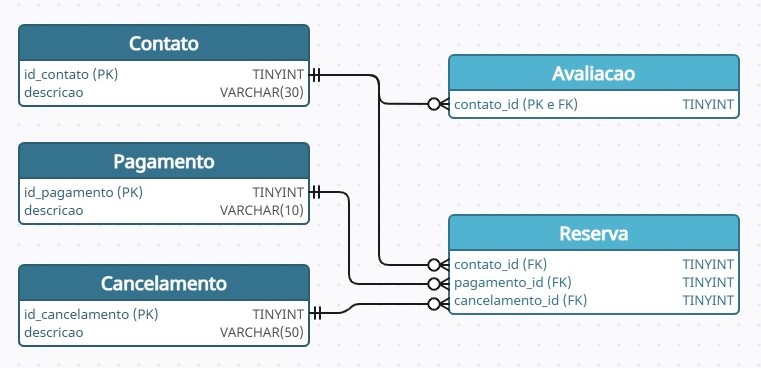 Contato
id_contato (PK) TINYINT
descricao VARCHAR(30)
Pagamento
id_pagamento (PK) TINYINT
descricao VARCHAR(10)
Cancelamento
id_cancelamento (PK) TINYINT
descricao VARCHAR(50)
Avaliacao
contato_id (PK e FK) TINYINT
Reserva
contato_id (FK) TINYINT
pagamento_id (FK) TINYINT
cancelamento_id (FK) TINYINT